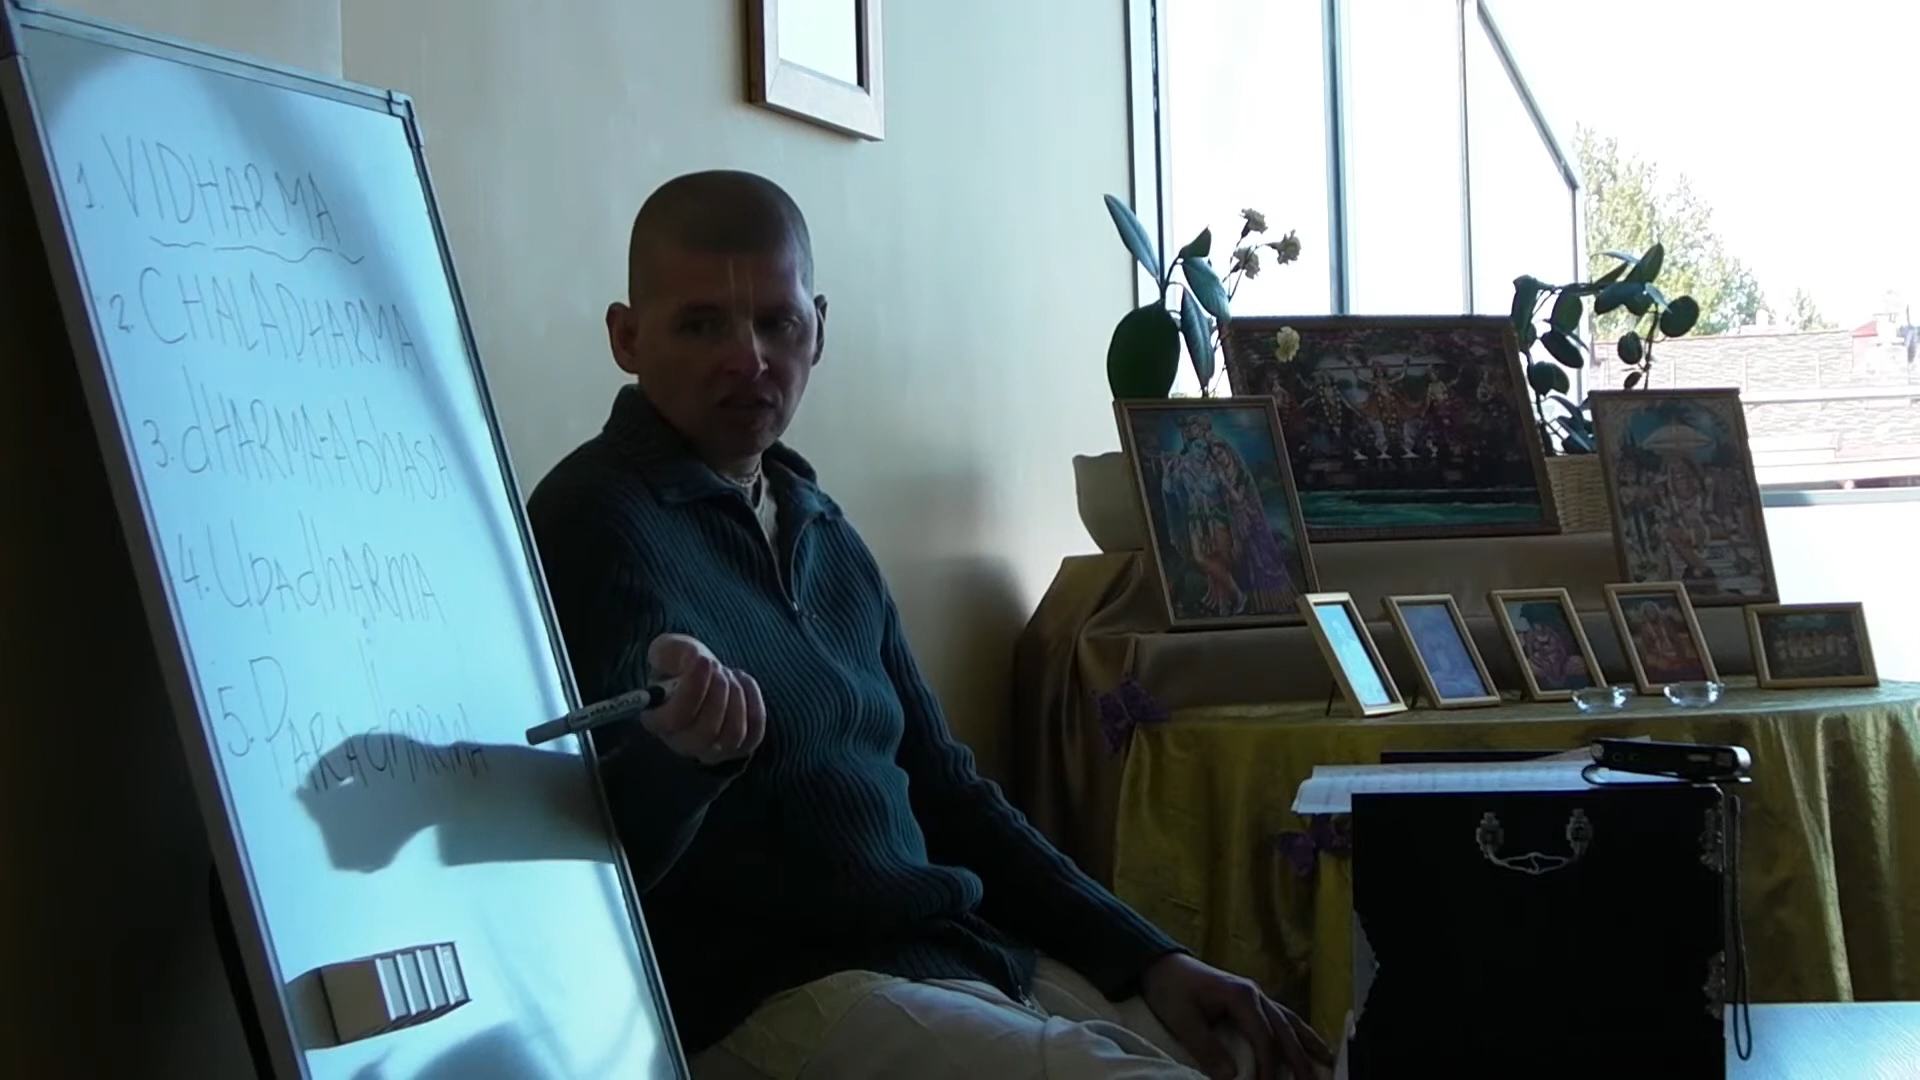 1. VIDHARMA
2. CHALADHARMA
3. dHARMA-AbhASA
4. UpAdhARMA
5. PARAdhARMA